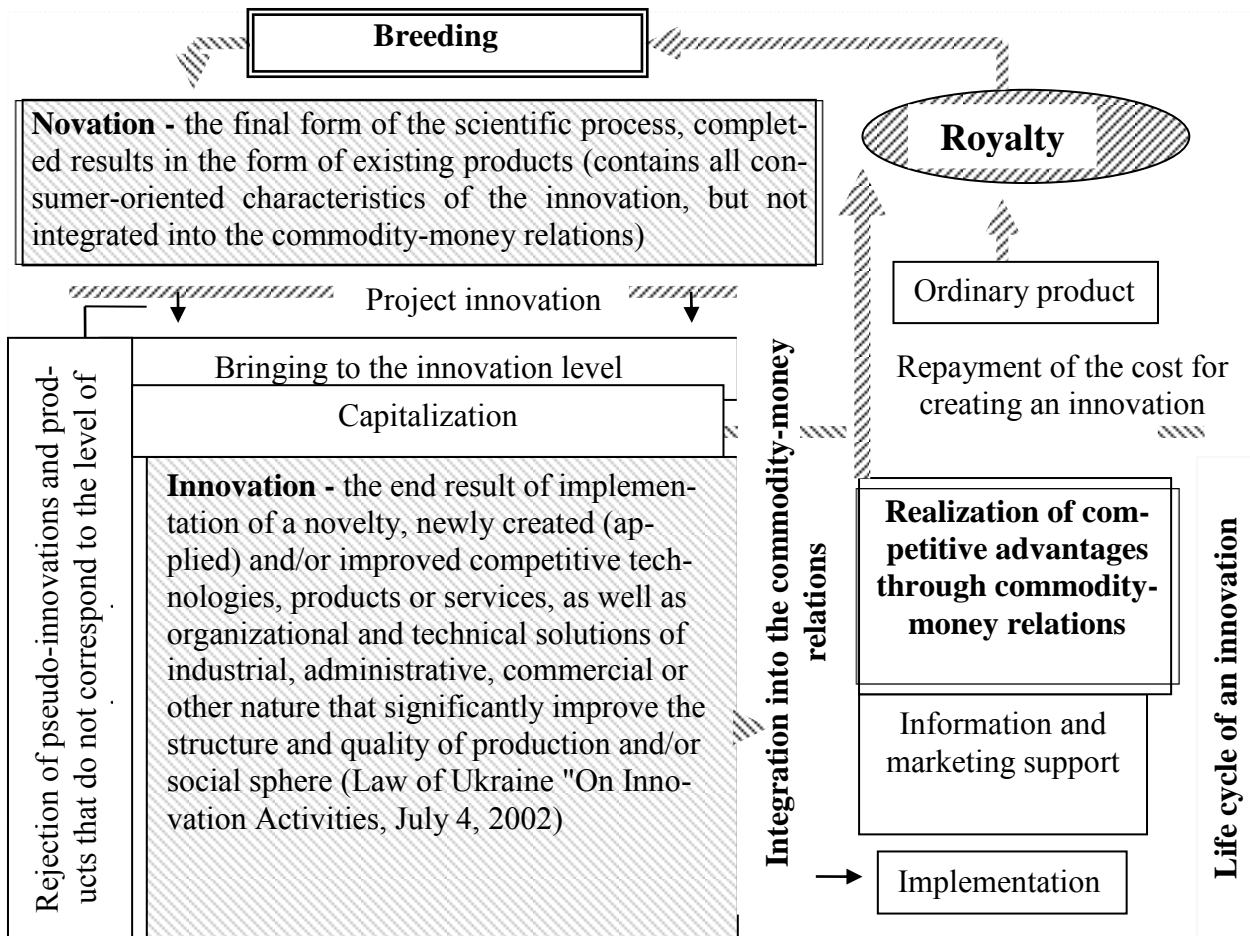 Breeding
Novation - the final form of the scientific process, complet-
ed results in the form of existing products (contains all con-
sumer-oriented characteristics of the innovation, but not
integrated into the commodity-money relations)
Royalty
Project innovation
Ordinary product
Rejection of pseudo-innovations and prod-
ucts that do not correspond to the level of
Bringing to the innovation level
Capitalization
Innovation - the end result of implemen-
tation of a novelty, newly created (ap-
plied) and/or improved competitive tech-
nologies, products or services, as well as
organizational and technical solutions of
industrial, administrative, commercial or
other nature that significantly improve the
structure and quality of production and/or
social sphere (Law of Ukraine "On Inno-
vation Activities, July 4, 2002)
Integration into the commodity-money
relations
Repayment of the cost for
creating an innovation
Realization of com-
petitive advantages
through commodity-
money relations
Information and
marketing support
Implementation
Life cycle of an innovation